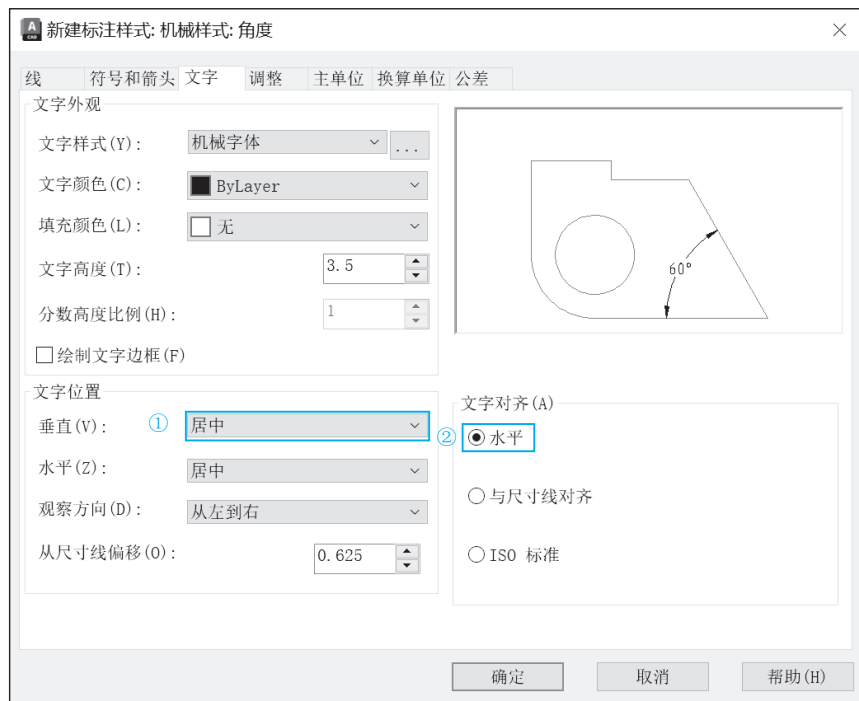 A
CAD
新建标注样式: 机械样式: 角度
线 符号和箭头 文字 调整 主单位 换算单位 公差
文字外观
文字样式(Y): 机械字体 ...
文字颜色(C): ByLayer
填充颜色(L): 无
文字高度(T): 3.5
分数高度比例(H): 1
绘制文字边框(F)
60°
文字位置
垂直(V): ① 居中
水平(Z): 居中
观察方向(D): 从左到右
从尺寸线偏移(O): 0.625
文字对齐(A)
② 水平
与尺寸线对齐
ISO 标准
确定 取消 帮助(H)